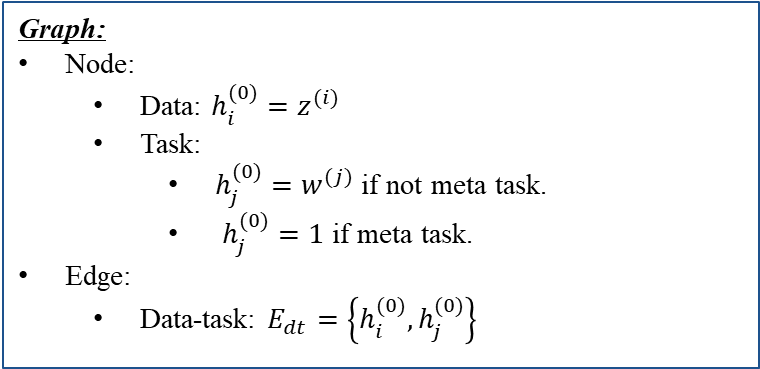 Graph:
• Node:
• Data: $h_i^{(0)} = z^{(i)}$
• Task:
• $h_j^{(0)} = w^{(j)}$ if not meta task.
• $h_j^{(0)} = 1$ if meta task.
• Edge:
• Data-task: $E_{dt} = \left\{h_i^{(0)}, h_j^{(0)}\right\}$